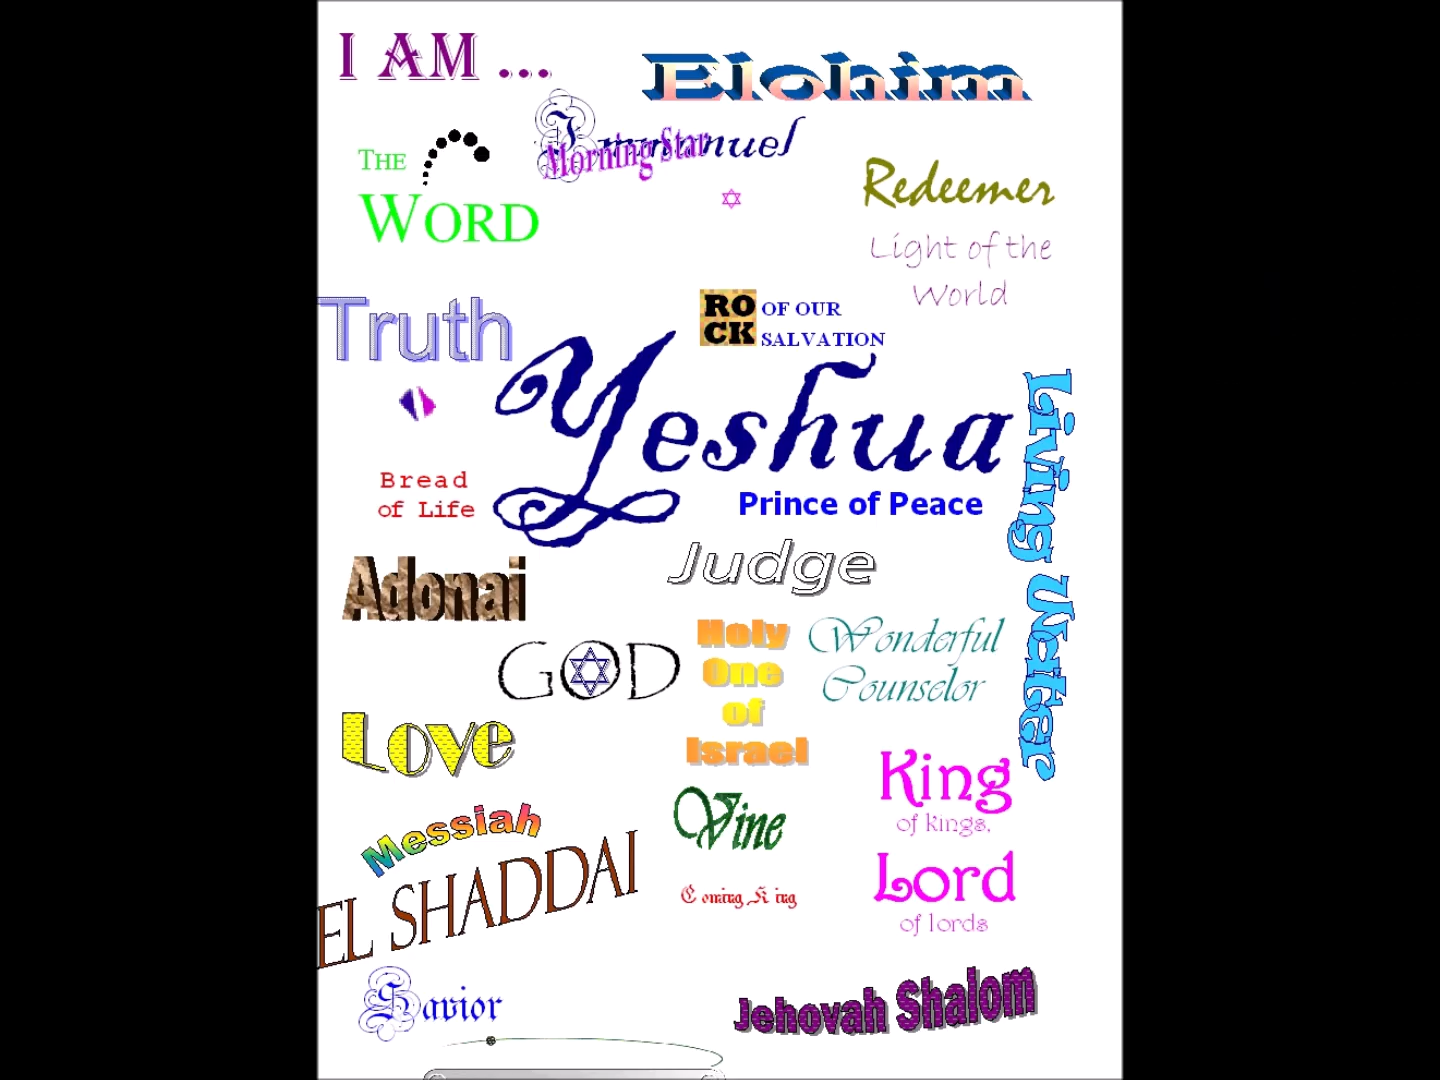 I AM ...
Elohim
Immanuel
Morning Star
THE
WORD
Redeemer
Light of the
World
Truth
ROCK OF OUR
SALVATION
Yeshua
Living Water
Bread
of Life
Prince of Peace
Judge
Adonai
Holy
One
of
Israel
Wonderful
Counselor
GOD
Love
King
of kings,
Lord
of lords
Vine
Messiah
EL SHADDAI
Coming King
Savior
Jehovah Shalom